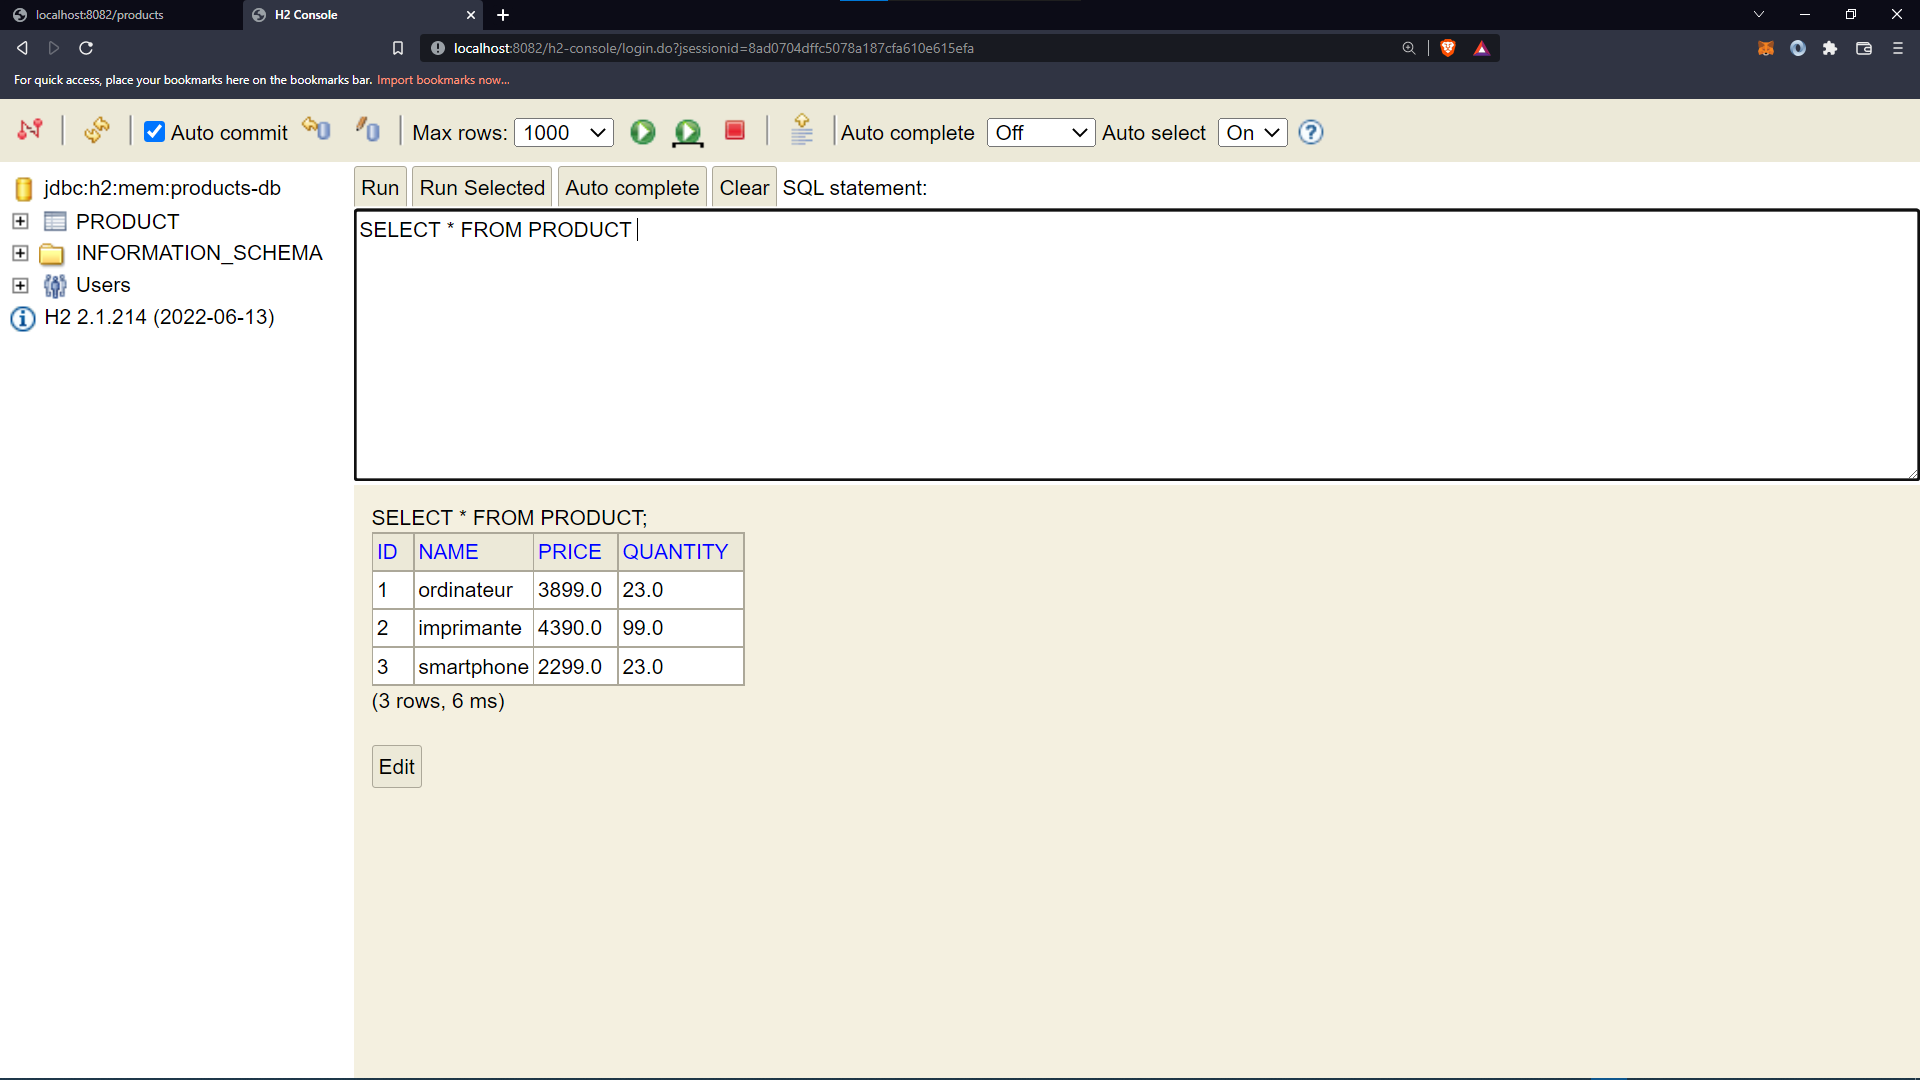 localhost:8082/products
H2 Console
localhost:8082/h2-console/login.do?jsessionid=8ad0704dffc5078a187cfa610e615efa
For quick access, place your bookmarks here on the bookmarks bar. Import bookmarks now...
Auto commit Max rows: 1000 Auto complete Off Auto select On ?
jdbc:h2:mem:products-db
PRODUCT
INFORMATION_SCHEMA
Users
H2 2.1.214 (2022-06-13)
Run Run Selected Auto complete Clear SQL statement:
SELECT * FROM PRODUCT
SELECT * FROM PRODUCT;
ID NAME PRICE QUANTITY
1 ordinateur 3899.0 23.0
2 imprimante 4390.0 99.0
3 smartphone 2299.0 23.0
(3 rows, 6 ms)
Edit